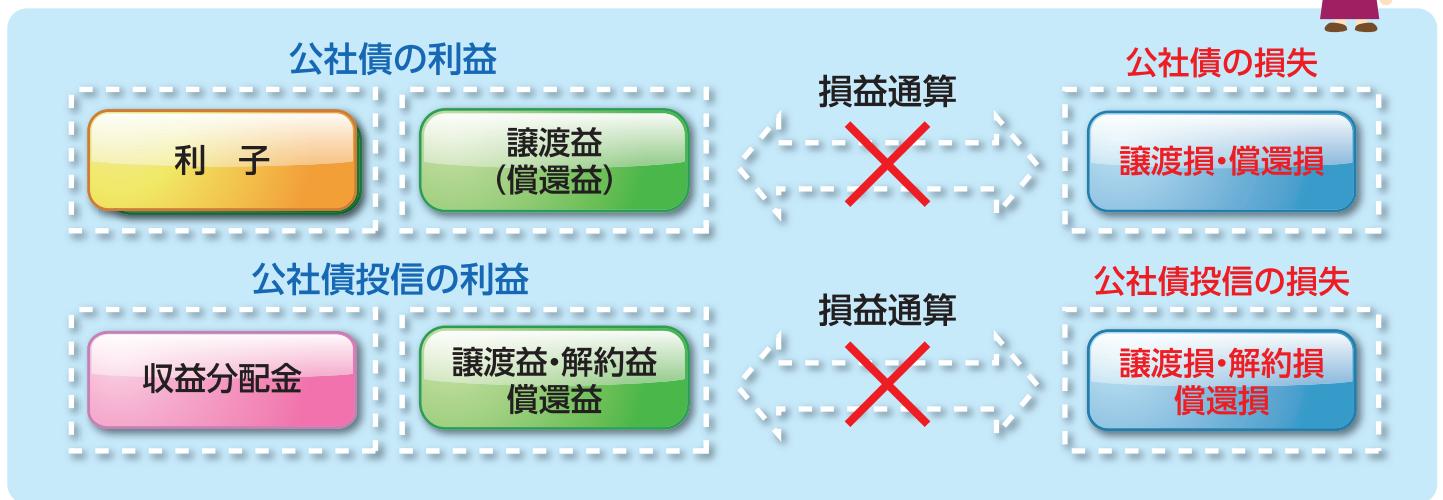 公社債の利益
損益通算
公社債の損失
利　子
譲渡益
（償還益）
譲渡損・償還損
公社債投信の利益
損益通算
公社債投信の損失
収益分配金
譲渡益・解約益
償還益
譲渡損・解約損
償還損